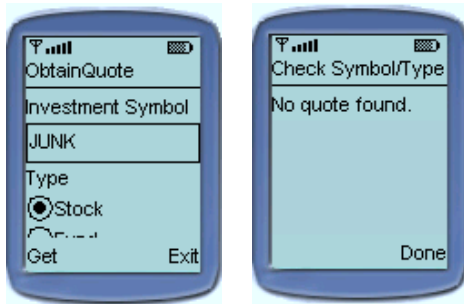 ObtainQuote
Investment Symbol
JUNK
Type
Stock
Get Exit
Check Symbol/Type
No quote found.
Done